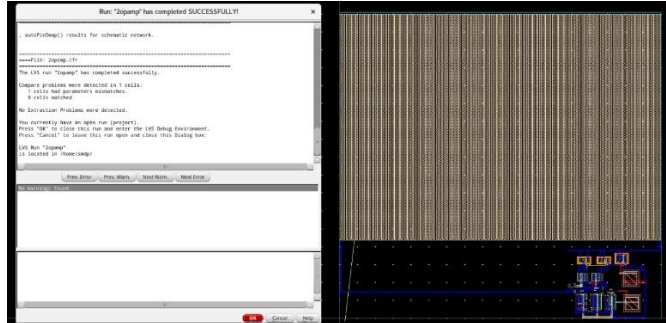 Run: "2opamp" has completed SUCCESSFULLY!
; autoPinSwap() results for schematic network.
====File: 2opamp.cfr
The LVS run "2opamp" has completed successfully.
Compare problems were detected in 1 cells.
1 cells had parameters mismatches.
0 cells matched
No Extraction Problems were detected.
You currently have an open run (project).
Press "OK" to close this run and enter the LVS Debug Environment.
Press "Cancel" to leave this run open and close this Dialog box.
LVS Run "2opamp"
is located in /home/smdp/
Prev. Error Prev. Warn. Next Warn. Next Error
No warnings found
OK Cancel Help